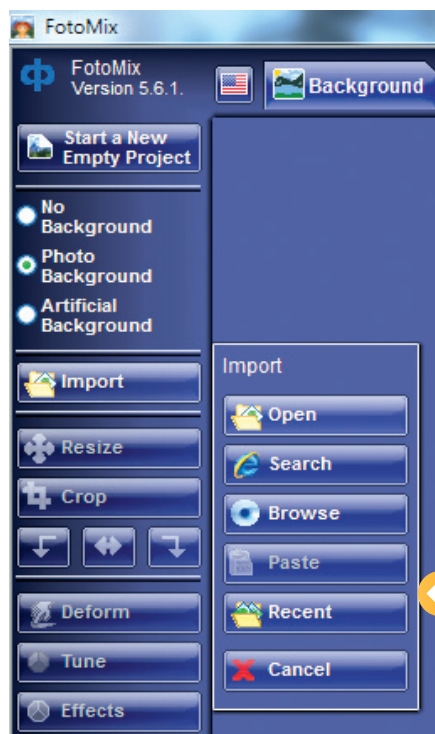 FotoMix
FotoMix
Version 5.6.1.
Background
Start a New
Empty Project
No
Background
Photo
Background
Artificial
Background
Import
Resize
Crop
Deform
Tune
Effects
Import
Open
Search
Browse
Paste
Recent
Cancel